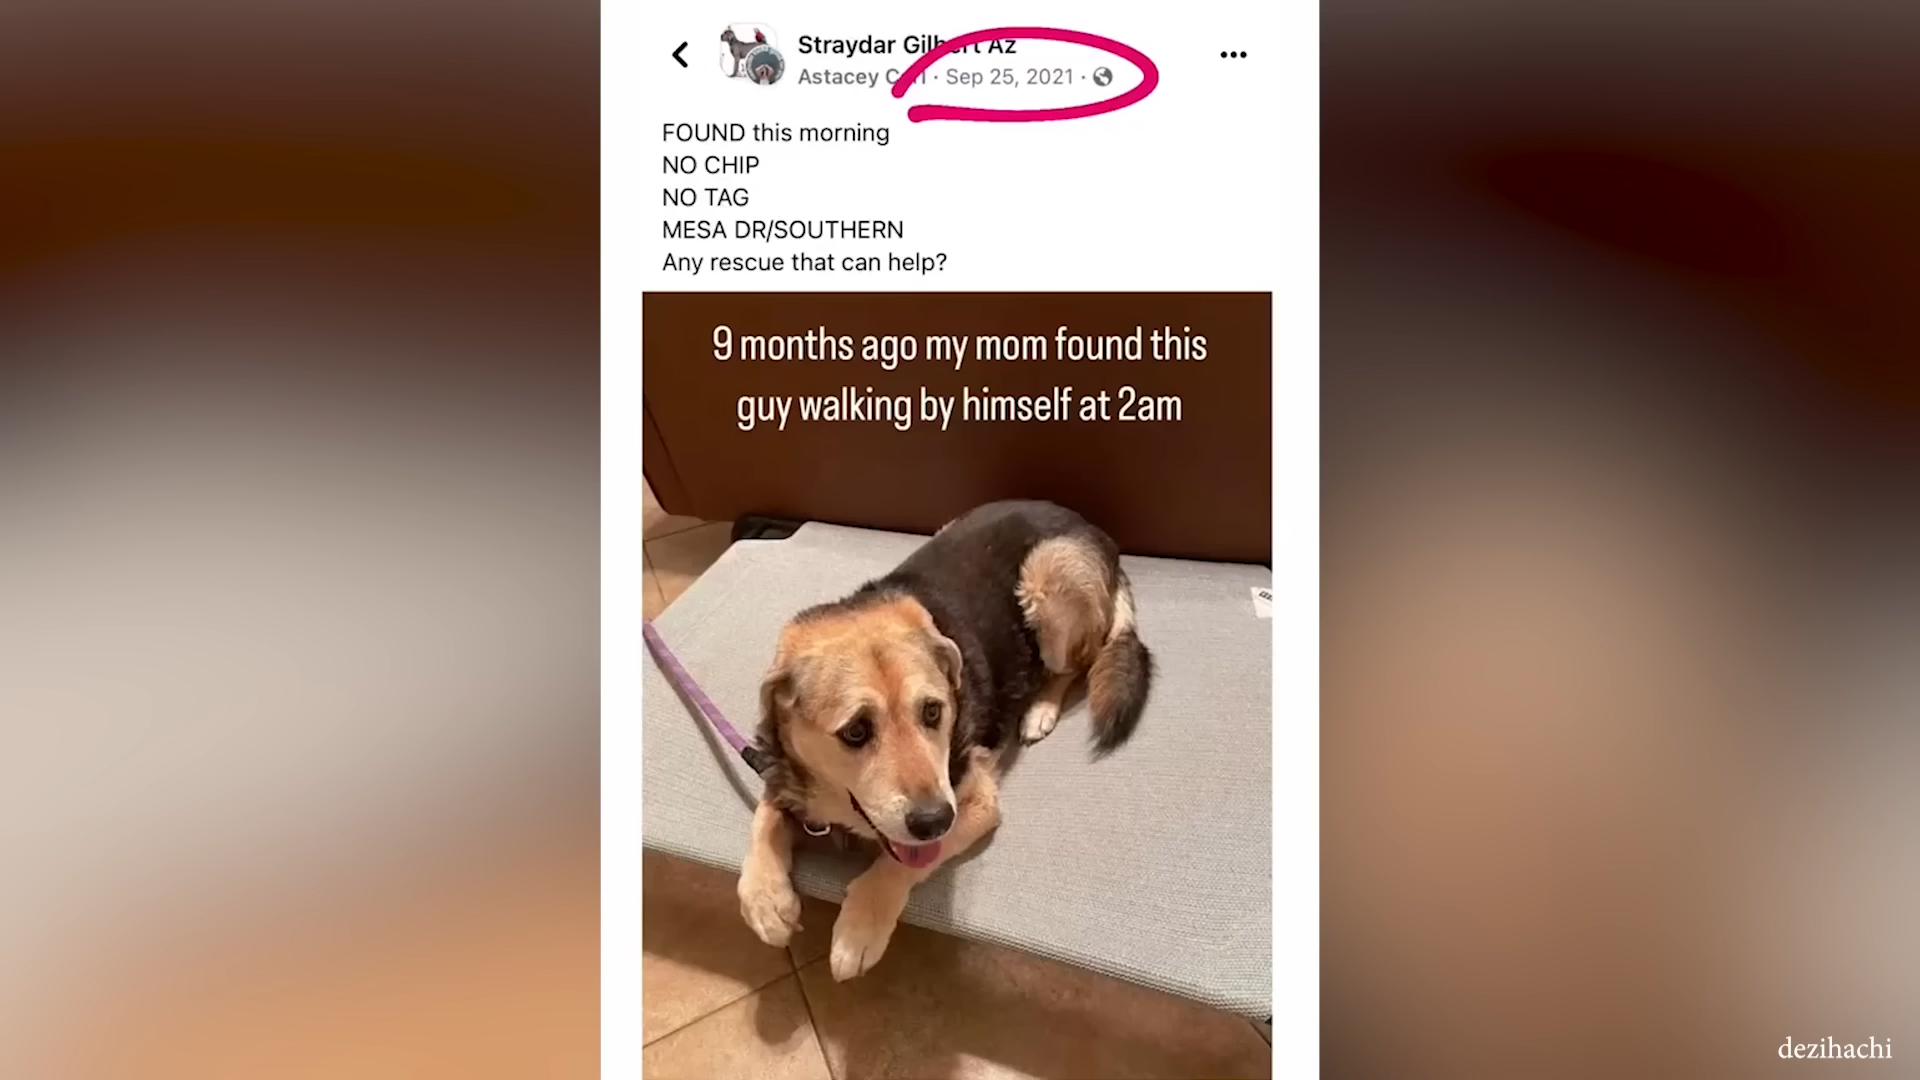 Straydar Gilbert Az
Astacey C · Sep 25, 2021 ·
FOUND this morning
NO CHIP
NO TAG
MESA DR/SOUTHERN
Any rescue that can help?
9 months ago my mom found this
guy walking by himself at 2am
dezihachi